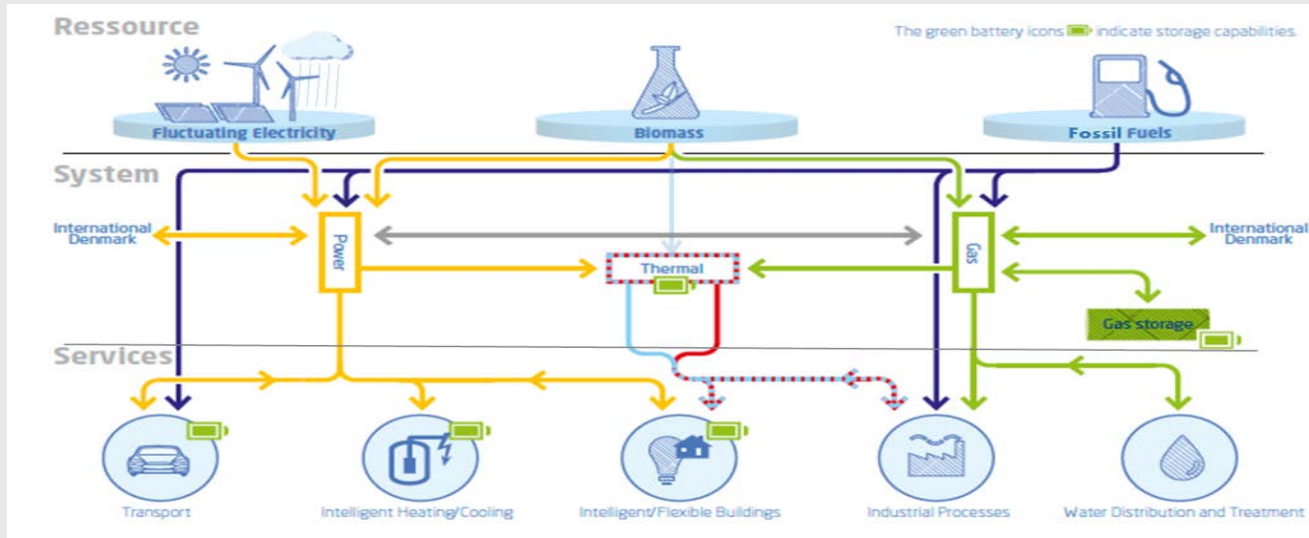 Ressource
The green battery icons indicate storage capabilities.
Fluctuating Electricity
Biomass
Fossil Fuels
System
International
Denmark
Power
Thermal
Gas
International
Denmark
Gas storage
Services
Transport
Intelligent Heating/Cooling
Intelligent/Flexible Buildings
Industrial Processes
Water Distribution and Treatment